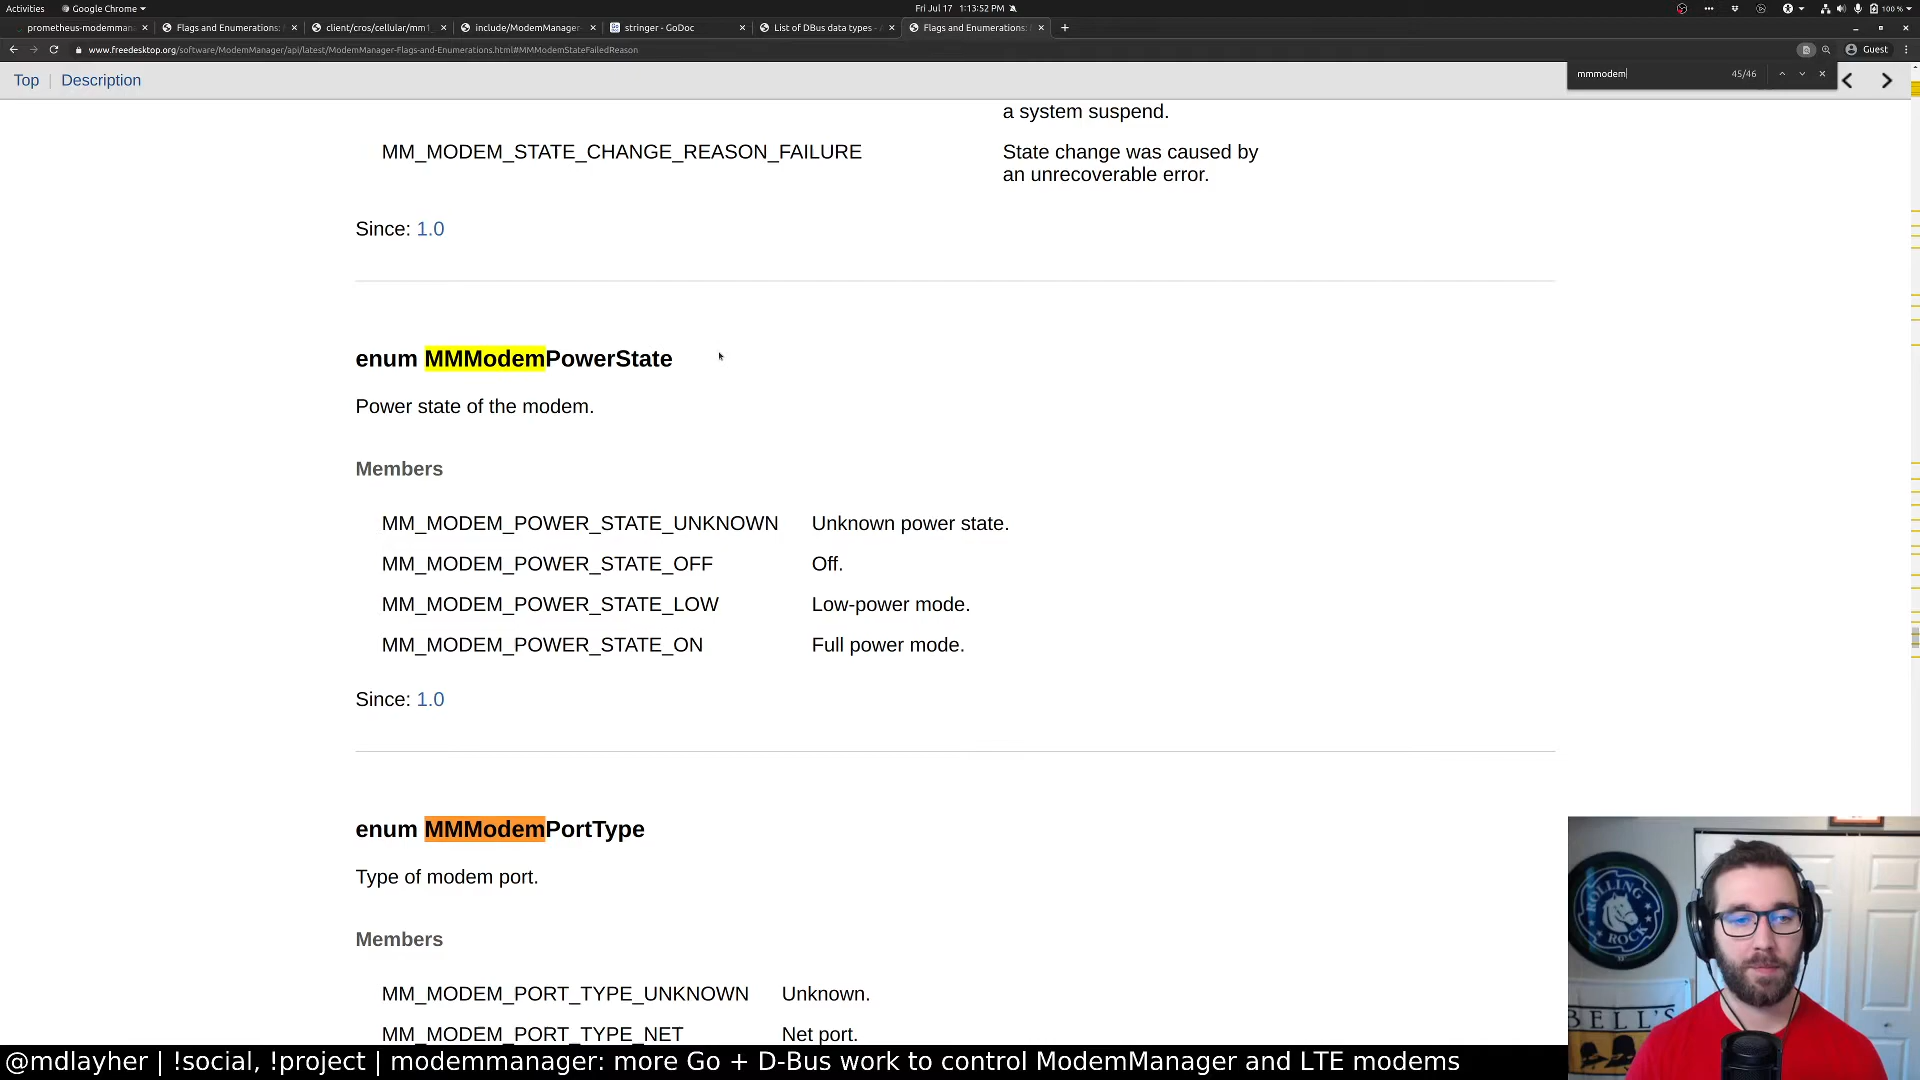 Activities
Google Chrome
Fri Jul 17 1:13:52 PM
100 %
prometheus-modemman
Flags and Enumerations:
client/cros/cellular/mm1
include/ModemManager-
stringer - GoDoc
List of DBus data types -
Flags and Enumerations:
www.freedesktop.org/software/ModemManager/api/latest/ModemManager-Flags-and-Enumerations.html#MMModemStateFailedReason
Guest
Top | Description
mmmodem
45/46
a system suspend.
MM_MODEM_STATE_CHANGE_REASON_FAILURE
State change was caused by
an unrecoverable error.
Since: 1.0
enum MMModemPowerState
Power state of the modem.
Members
MM_MODEM_POWER_STATE_UNKNOWN Unknown power state.
MM_MODEM_POWER_STATE_OFF Off.
MM_MODEM_POWER_STATE_LOW Low-power mode.
MM_MODEM_POWER_STATE_ON Full power mode.
Since: 1.0
enum MMModemPortType
Type of modem port.
Members
MM_MODEM_PORT_TYPE_UNKNOWN Unknown.
MM_MODEM_PORT_TYPE_NET Net port.
ROLLING
ROCK
BELL'S
@mdlayher | !social, !project | modemmanager: more Go + D-Bus work to control ModemManager and LTE modems